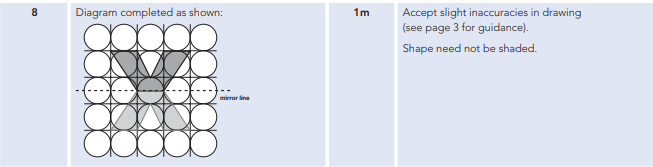 8
Diagram completed as shown:
mirror line
1m
Accept slight inaccuracies in drawing
(see page 3 for guidance).
Shape need not be shaded.